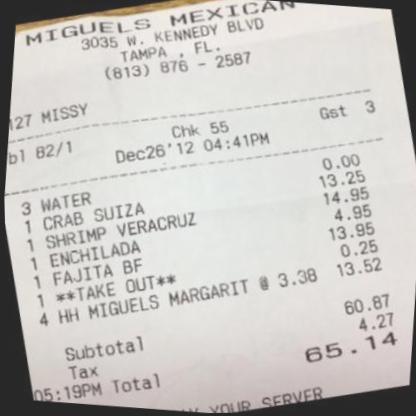 MIGUELS MEXICAN
3035 W. KENNEDY BLVD
TAMPA , FL.
(813) 876 - 2587
127 MISSY
bl 82/1 Chk 55 Gst 3
Dec26'12 04:41PM
3 WATER 0.00
1 CRAB SUIZA 13.25
1 SHRIMP VERACRUZ 14.95
1 ENCHILADA 4.95
1 FAJITA BF 13.95
1 **TAKE OUT** 0.25
4 HH MIGUELS MARGARIT @ 3.38 13.52
Subtotal 60.87
Tax 4.27
05:19PM Total 65.14
YOUR SERVER